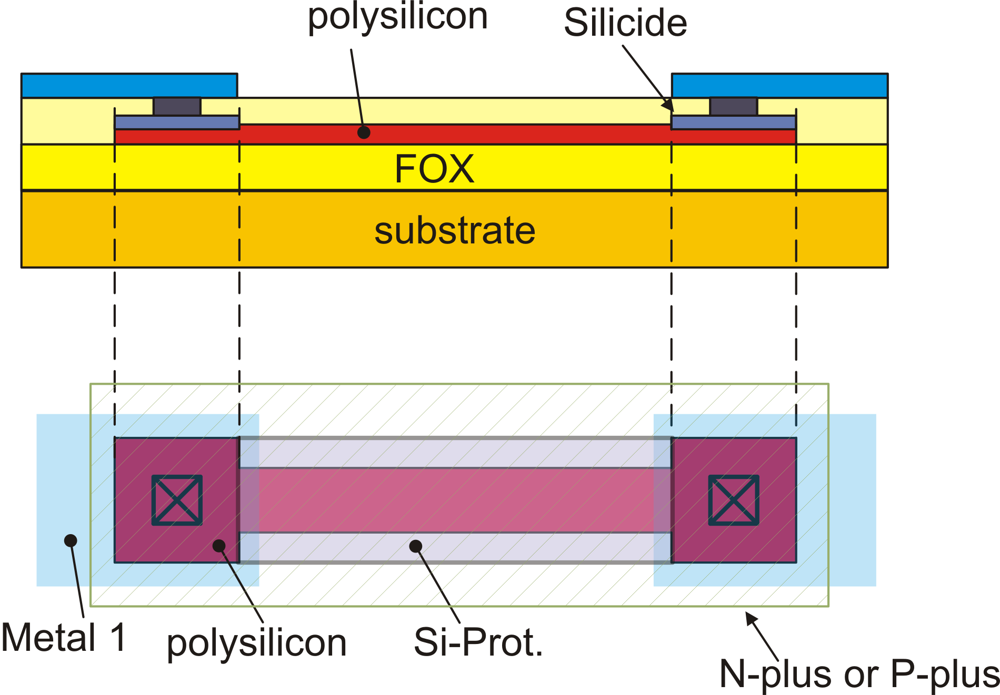 polysilicon
Silicide
FOX
substrate
Metal 1
polysilicon
Si-Prot.
N-plus or P-plus